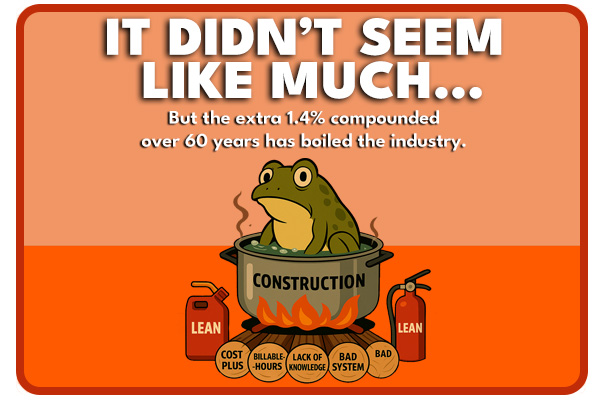 IT DIDN'T SEEM
LIKE MUCH...
But the extra 1.4% compounded
over 60 years has boiled the industry.
CONSTRUCTION
LEAN
LEAN
COST
PLUS
BILLABLE-
-HOURS
LACK OF
KNOWLEDGE
BAD
SYSTEM
BAD